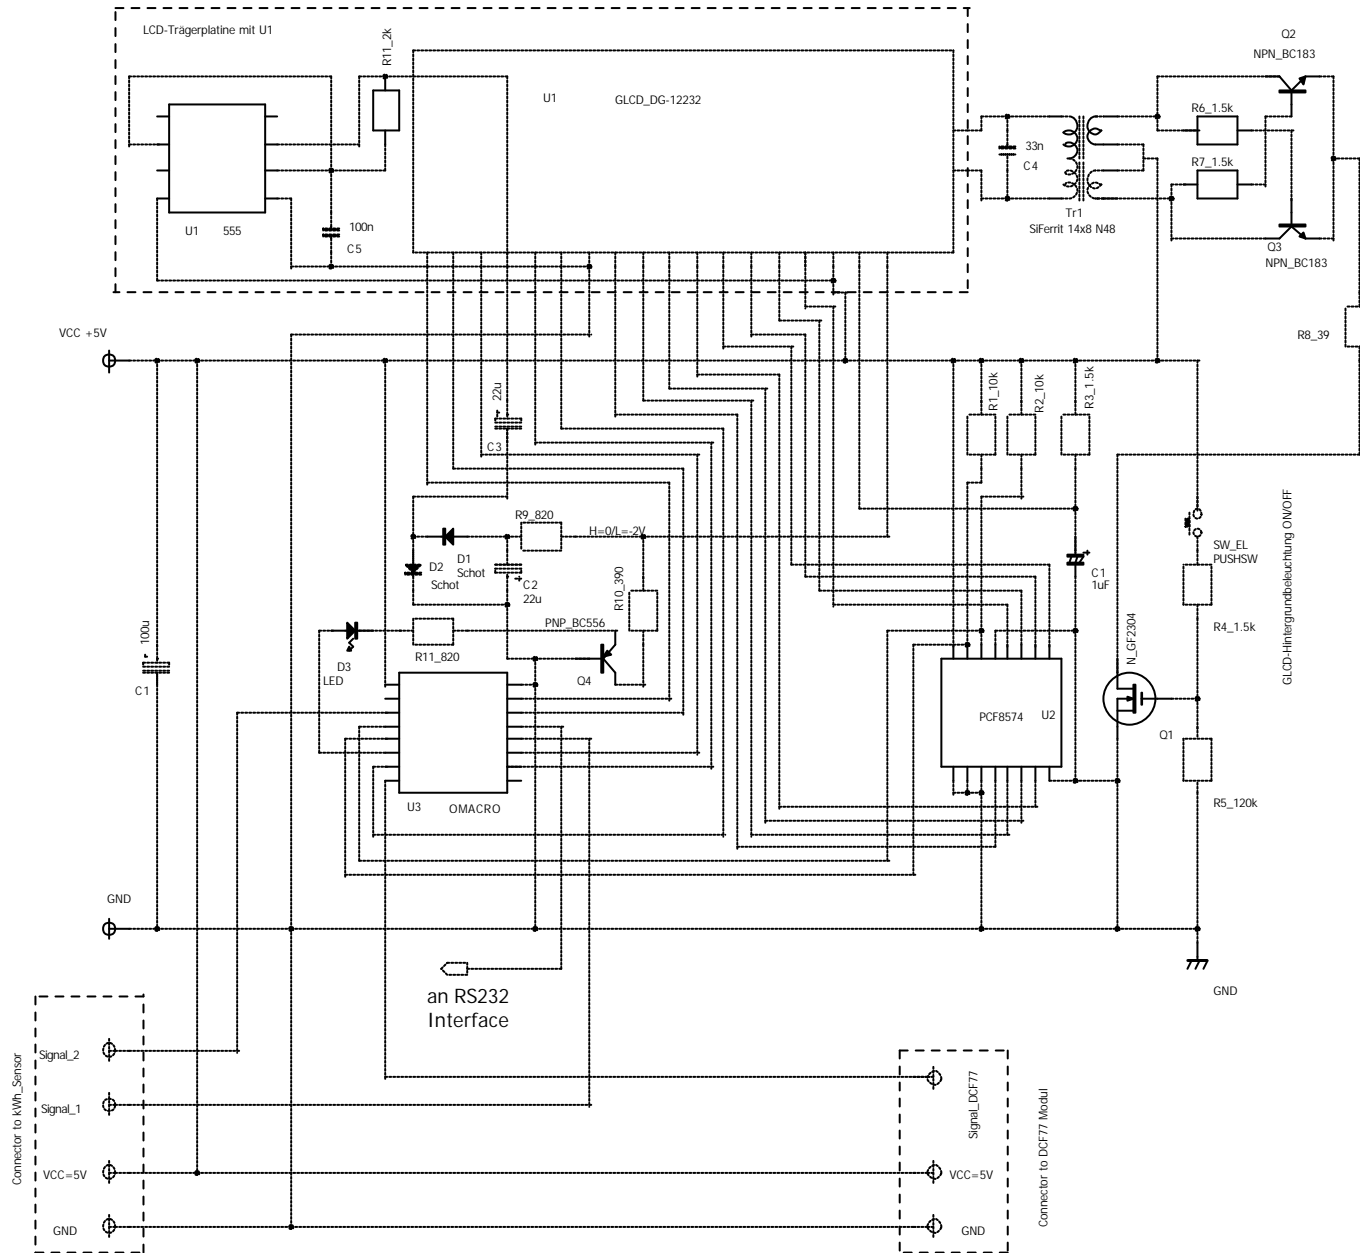 LCD-Trägerplatine mit U1
R11_2k
U1
GLCD_DG-12232
Q2
NPN_BC183
R6_1.5k
33n
C4
R7_1.5k
U1 555
100n
C5
Tr1
SiFerrit 14x8 N48
Q3
NPN_BC183
VCC +5V
R8_39
22u
C3
R1_10k
R2_10k
R3_1.5k
R9_820
H=0/L=-2V
D1
Schot
D2
Schot
C2
22u
R10_390
SW_EL
PUSHSW
GLCD-Hintergrundbeleuchtung ON/OFF
C1
1uF
R4_1.5k
100u
C1
PNP_BC556
R11_820
D3
LED
Q4
N_GF2304
PCF8574 U2
Q1
U3 OMACRO
R5_120k
GND
GND
an RS232
Interface
Connector to kWh_Sensor
Signal_2
Signal_1
VCC=5V
GND
Signal_DCF77
VCC=5V
GND
Connector to DCF77 Modul